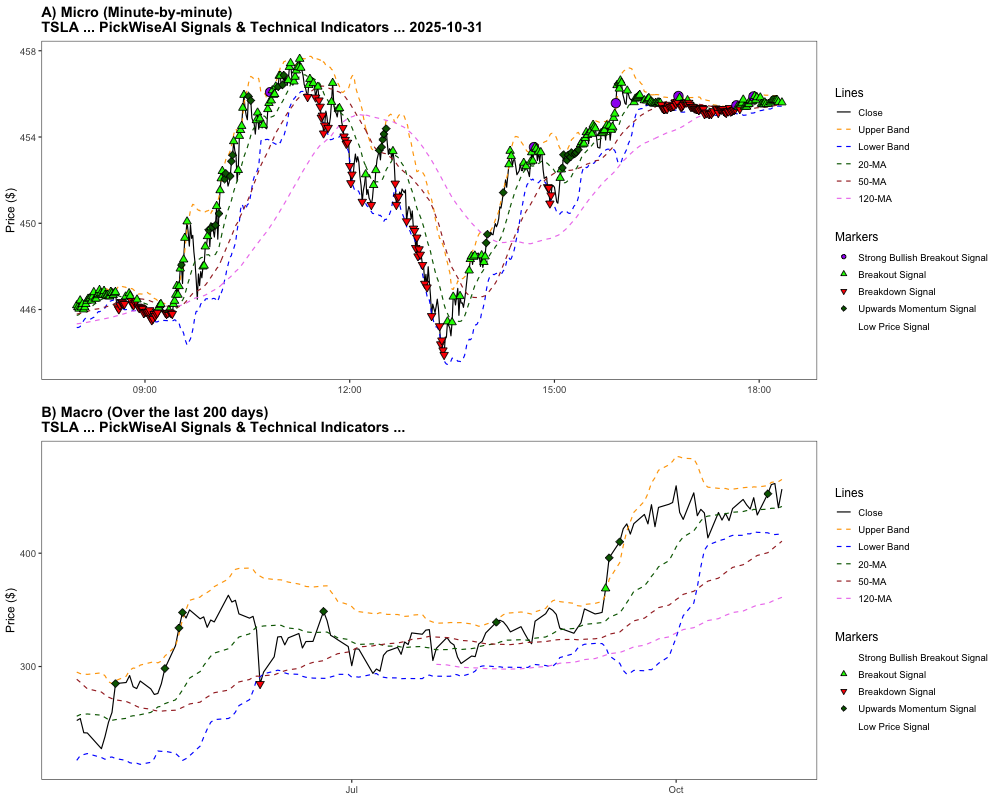 A) Micro (Minute-by-minute)
TSLA ... PickWiseAI Signals & Technical Indicators ... 2025-10-31
458
454
450
446
Price ($)
09:00
12:00
15:00
18:00
Lines
Close
Upper Band
Lower Band
20-MA
50-MA
120-MA
Markers
Strong Bullish Breakout Signal
Breakout Signal
Breakdown Signal
Upwards Momentum Signal
Low Price Signal
B) Macro (Over the last 200 days)
TSLA ... PickWiseAI Signals & Technical Indicators ...
400
300
Price ($)
Jul
Oct
Lines
Close
Upper Band
Lower Band
20-MA
50-MA
120-MA
Markers
Strong Bullish Breakout Signal
Breakout Signal
Breakdown Signal
Upwards Momentum Signal
Low Price Signal